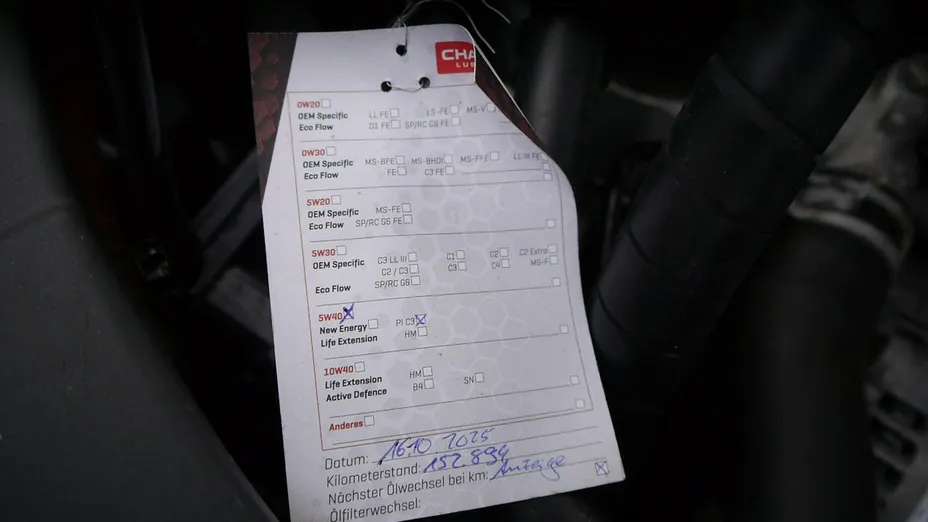 CHA
LUB
0W20
OEM Specific LL FE LS-FE MS-V
Eco Flow D1 FE SP/RC G6 FE
0W30
OEM Specific MS-BFE MS-BHDI MS-FFE LL III FE
Eco Flow FE C3 FE
5W20
OEM Specific MS-FE
Eco Flow SP/RC G6 FE
5W30
OEM Specific C3 LL III C1 C2 C2 Extra
C2 / C3 C3 C4 MS-F
Eco Flow SP/RC G6
5W40
New Energy PI C3
Life Extension HM
10W40
Life Extension HM SN
Active Defence B4
Anderes
Datum: 16.10 2025
Kilometerstand: 152.894
Nächster Ölwechsel bei km: Anzeige
Ölfilterwechsel: